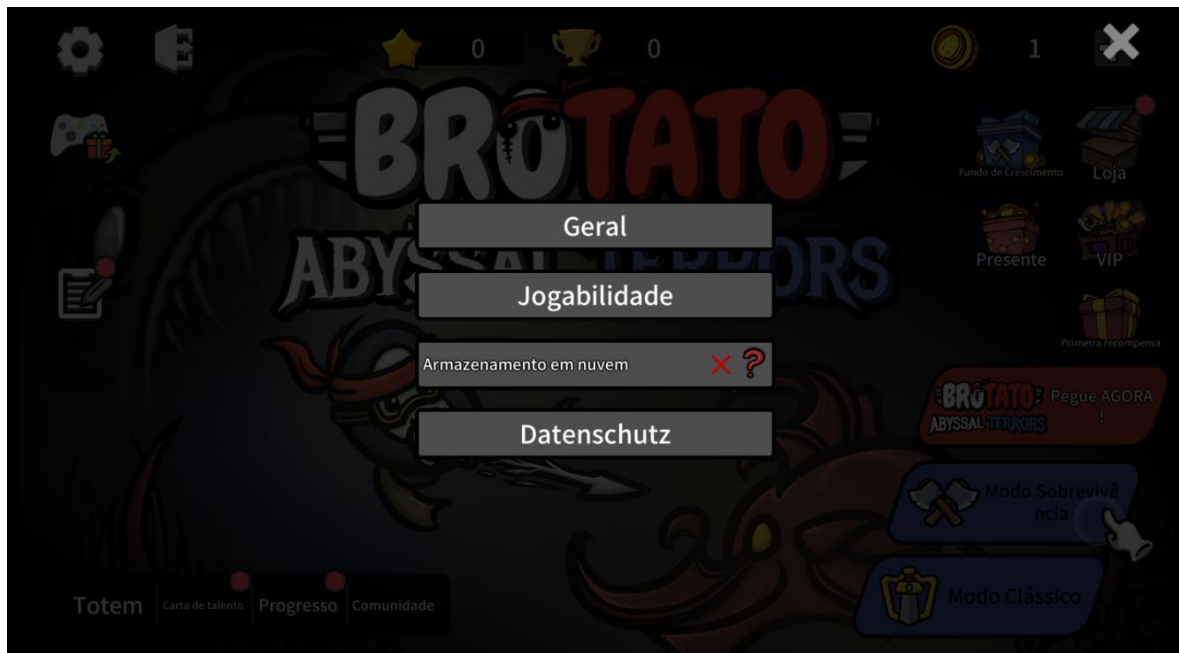 0
0
1
BROTATO
ABYSSAL TERRORS
Fundo de Crescimento
Loja
Presente
VIP
Primeira recompensa
Geral
Jogabilidade
Armazenamento em nuvem
Datenschutz
BROTATO
ABYSSAL TERRORS
Pegue AGORA
!
Modo Sobrevivê
ncia
Modo Clássico
Totem
Carta de talento
Progresso
Comunidade